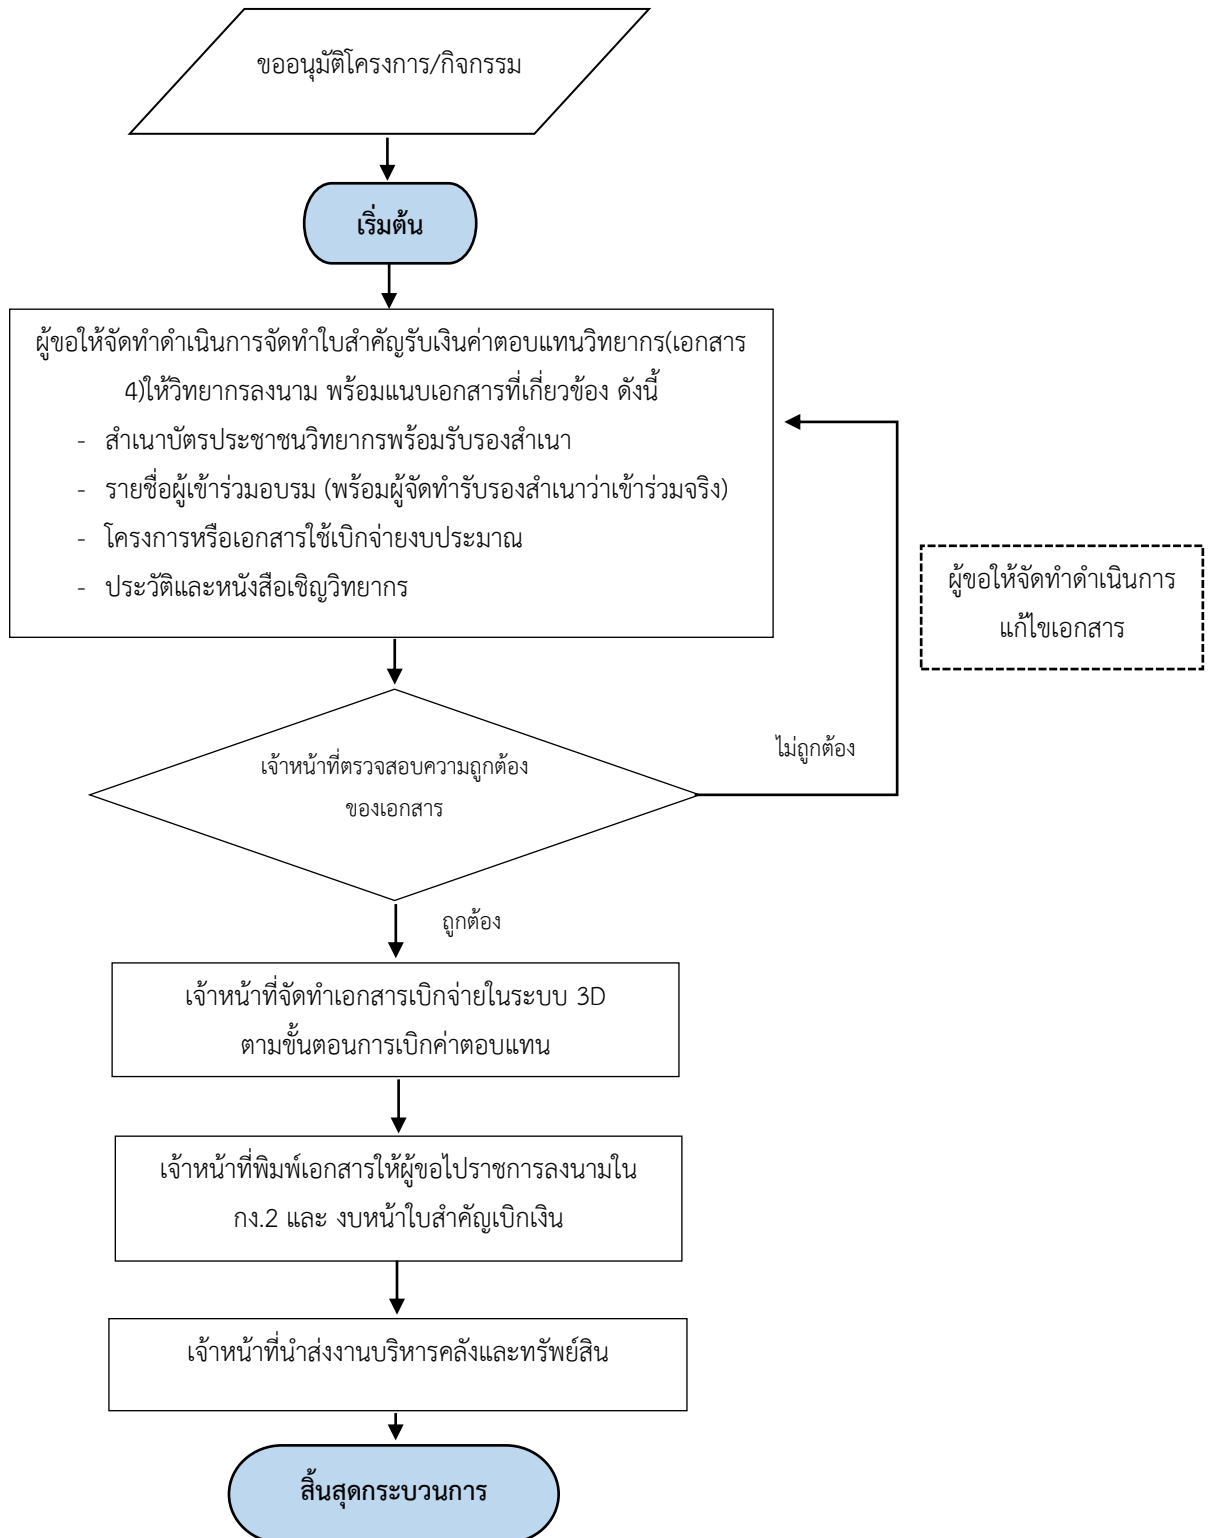 ขออนุมัติโครงการ/กิจกรรม
เริ่มต้น
ผู้ขอให้จัดทำดำเนินการจัดทำใบสำคัญรับเงินค่าตอบแทนวิทยากร(เอกสาร
4)ให้วิทยากรลงนาม พร้อมแนบเอกสารที่เกี่ยวข้อง ดังนี้
- สำเนาบัตรประชาชนวิทยากรพร้อมรับรองสำเนา
- รายชื่อผู้เข้าร่วมอบรม (พร้อมผู้จัดทำรับรองสำเนาว่าเข้าร่วมจริง)
- โครงการหรือเอกสารใช้เบิกจ่ายงบประมาณ
- ประวัติและหนังสือเชิญวิทยากร
ผู้ขอให้จัดทำดำเนินการ
แก้ไขเอกสาร
ไม่ถูกต้อง
เจ้าหน้าที่ตรวจสอบความถูกต้อง
ของเอกสาร
ถูกต้อง
เจ้าหน้าที่จัดทำเอกสารเบิกจ่ายในระบบ 3D
ตามขั้นตอนการเบิกค่าตอบแทน
เจ้าหน้าที่พิมพ์เอกสารให้ผู้ขอไปราชการลงนามใน
กง.2 และ งบหน้าใบสำคัญเบิกเงิน
เจ้าหน้าที่นำส่งงานบริหารคลังและทรัพย์สิน
สิ้นสุดกระบวนการ